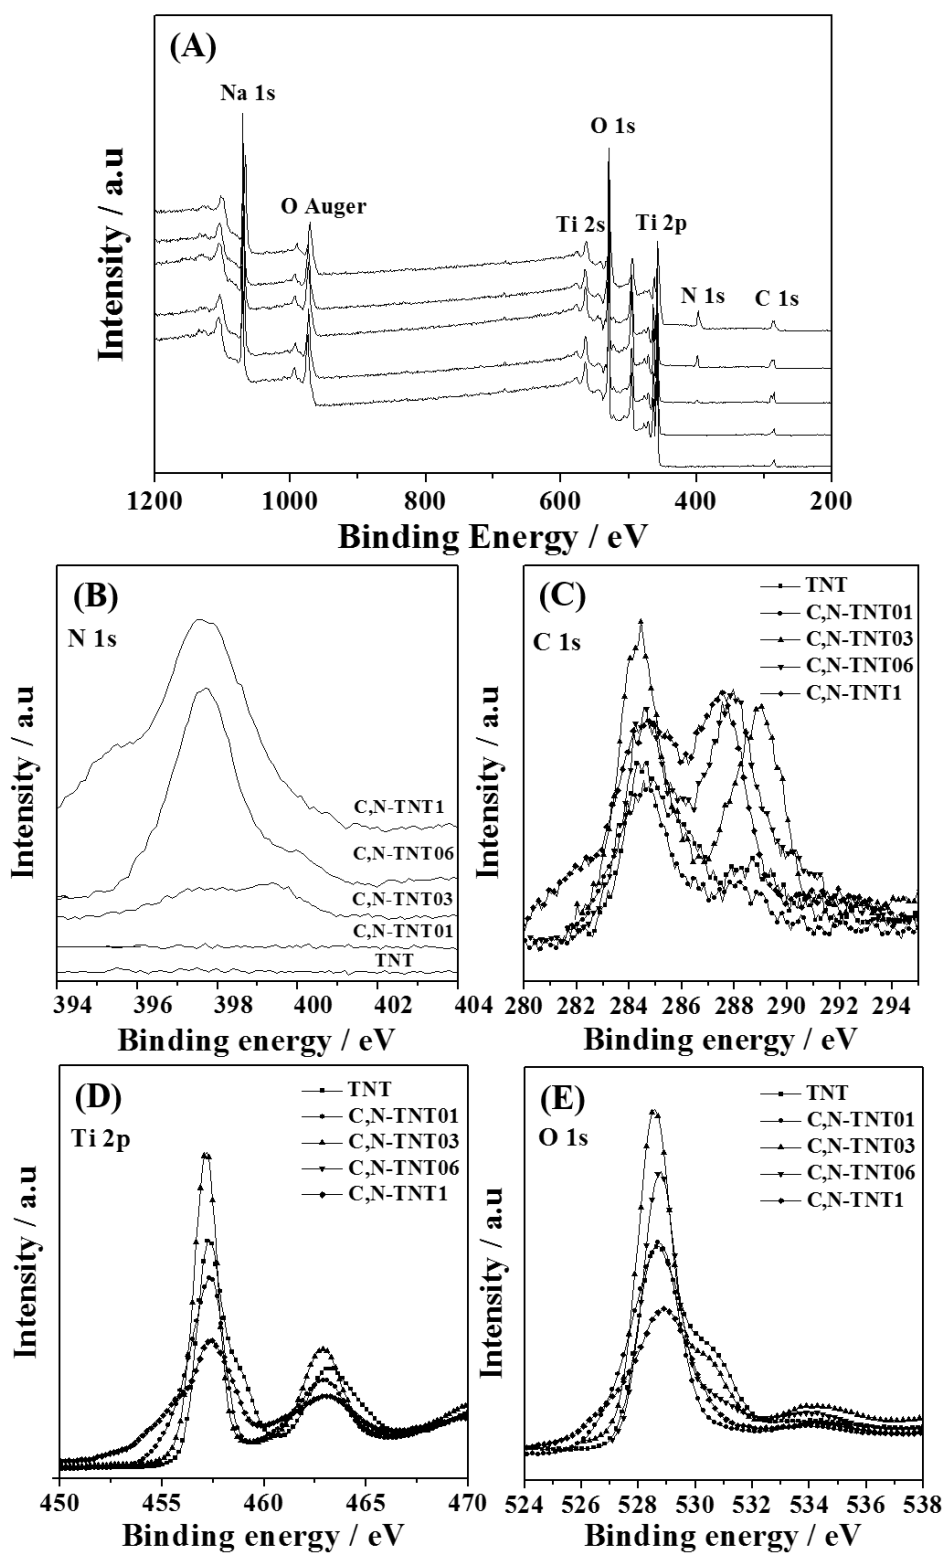 (A)
Na 1s
O 1s
O Auger
Ti 2s
Ti 2p
N 1s
C 1s
Intensity / a.u
1200
1000
800
600
400
200
Binding Energy / eV
(B)
N 1s
C,N-TNT1
C,N-TNT06
C,N-TNT03
C,N-TNT01
TNT
Intensity / a.u
394
396
398
400
402
404
Binding energy / eV
(C)
C 1s
TNT
C,N-TNT01
C,N-TNT03
C,N-TNT06
C,N-TNT1
Intensity / a.u
280
282
284
286
288
290
292
294
Binding energy / eV
(D)
Ti 2p
TNT
C,N-TNT01
C,N-TNT03
C,N-TNT06
C,N-TNT1
Intensity / a.u
450
455
460
465
470
Binding energy / eV
(E)
O 1s
TNT
C,N-TNT01
C,N-TNT03
C,N-TNT06
C,N-TNT1
Intensity / a.u
524
526
528
530
532
534
536
538
Binding energy / eV